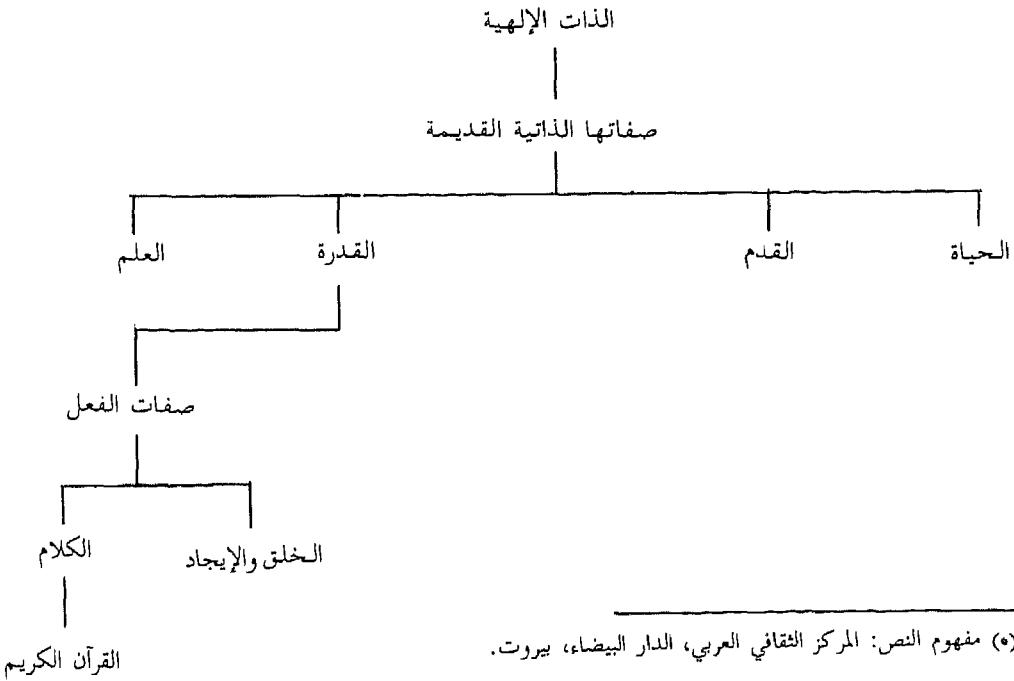 الذات الإلهية
صفاتها الذاتية القديمة
الحياة القدم القدرة العلم
صفات الفعل
الخلق والإيجاد الكلام
القرآن الكريم
(*) مفهوم النص: المركز الثقافي العربي، الدار البيضاء، بيروت.